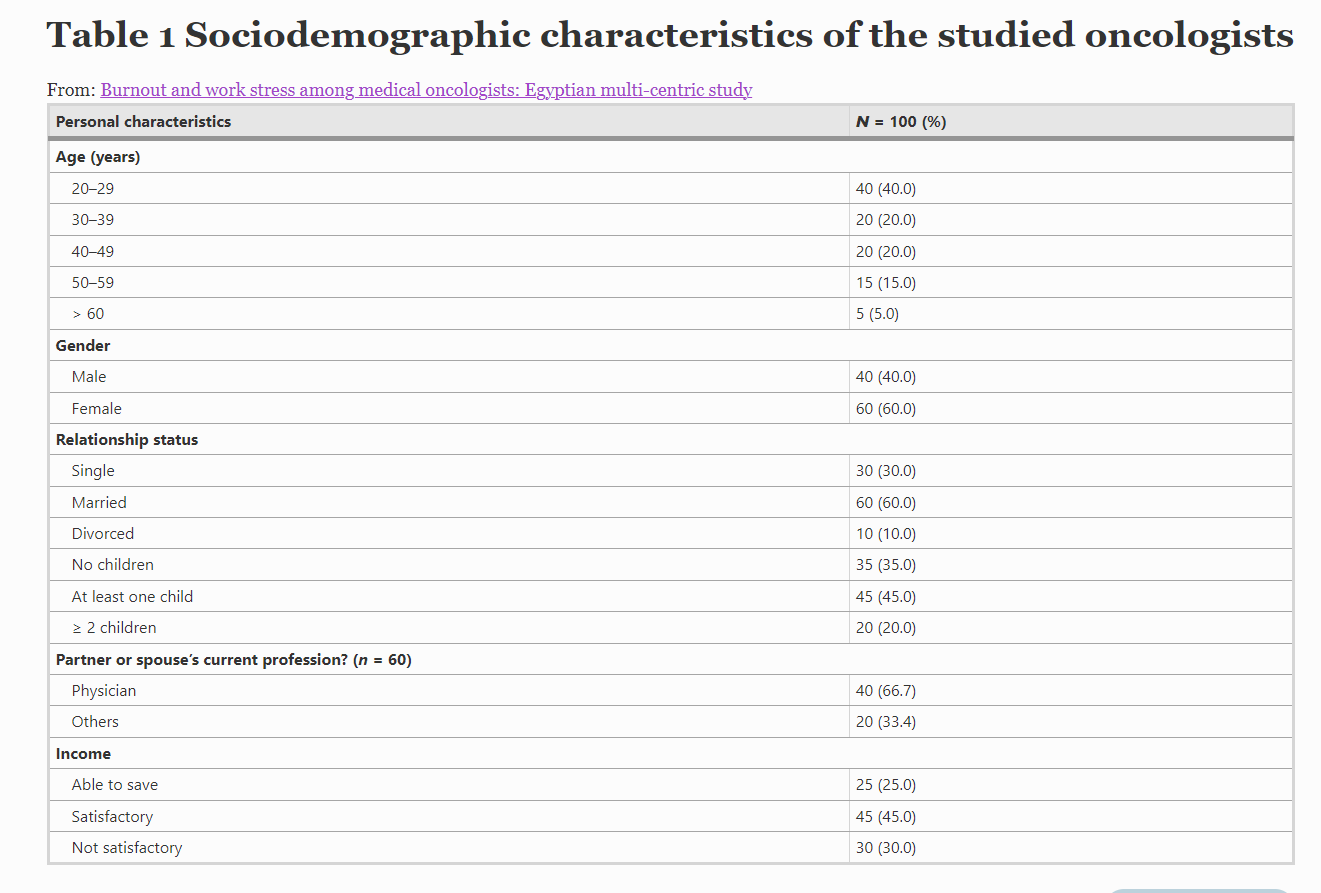 Table 1 Sociodemographic characteristics of the studied oncologists
From: Burnout and work stress among medical oncologists: Egyptian multi-centric study
Personal characteristics N = 100 (%)
Age (years)
20–29 40 (40.0)
30–39 20 (20.0)
40–49 20 (20.0)
50–59 15 (15.0)
> 60 5 (5.0)
Gender
Male 40 (40.0)
Female 60 (60.0)
Relationship status
Single 30 (30.0)
Married 60 (60.0)
Divorced 10 (10.0)
No children 35 (35.0)
At least one child 45 (45.0)
≥ 2 children 20 (20.0)
Partner or spouse’s current profession? (n = 60)
Physician 40 (66.7)
Others 20 (33.4)
Income
Able to save 25 (25.0)
Satisfactory 45 (45.0)
Not satisfactory 30 (30.0)